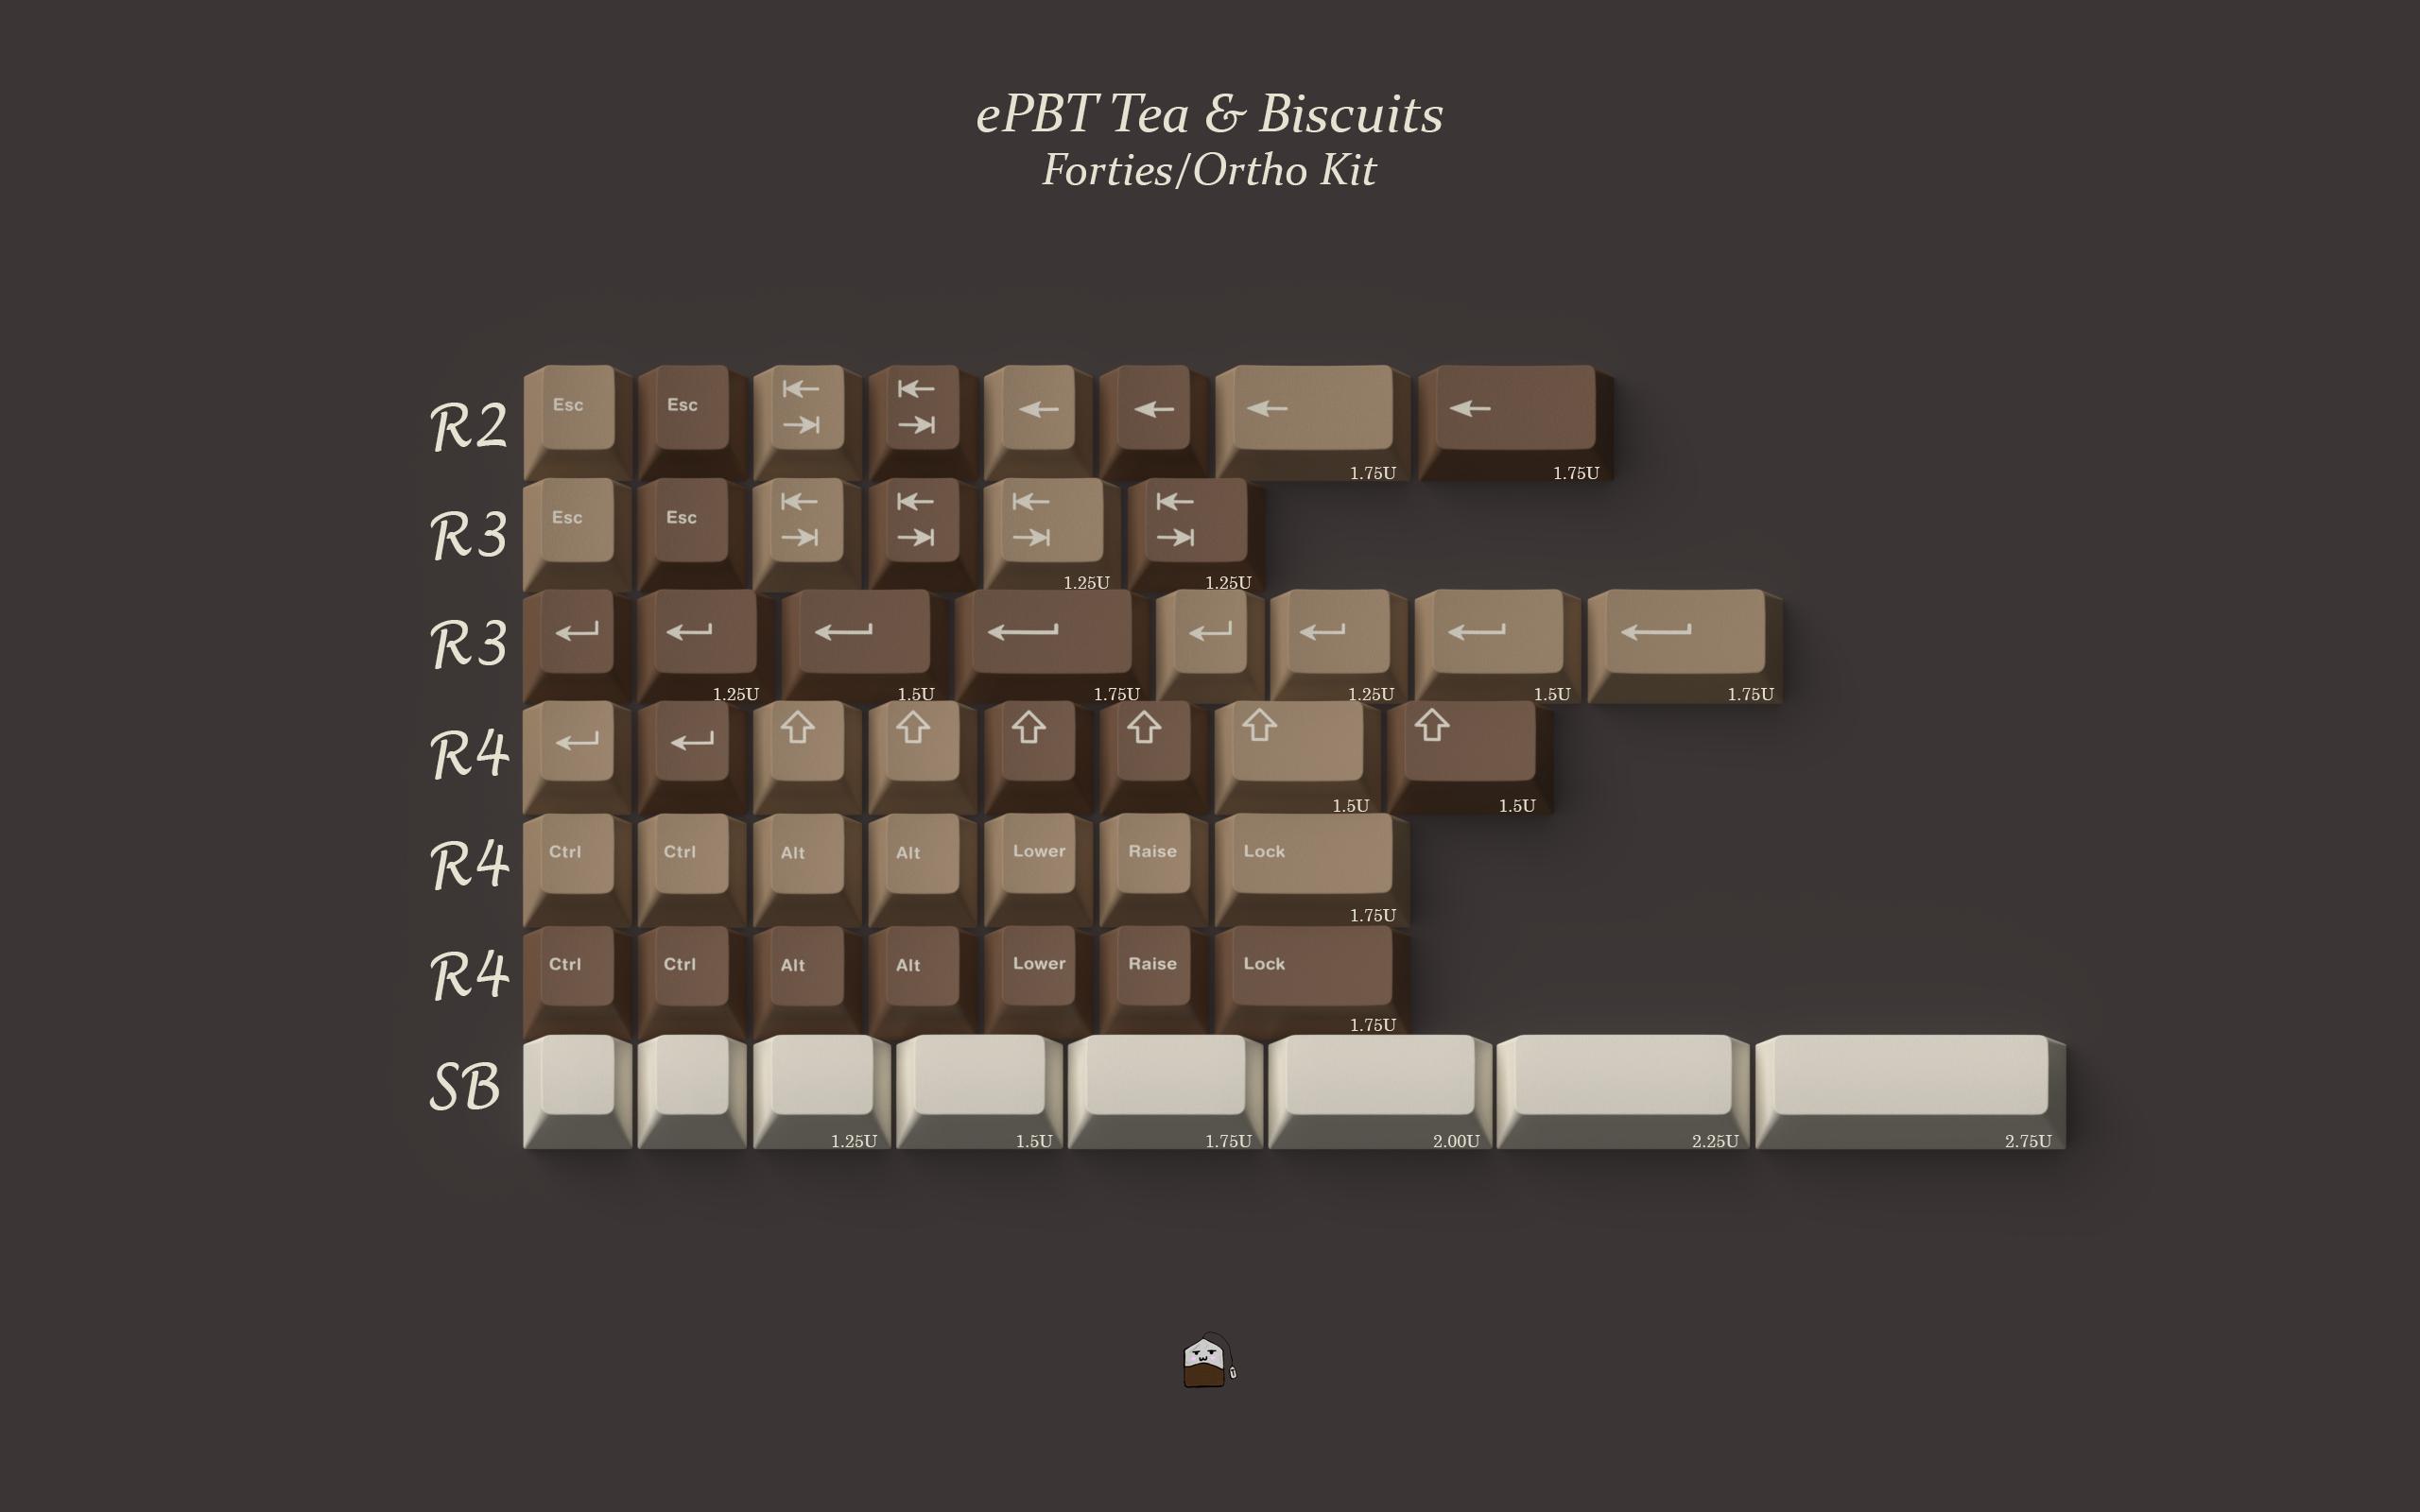 ePBT Tea & Biscuits
Forties/Ortho Kit
R2 Esc Esc 1.75U 1.75U
R3 Esc Esc 1.25U 1.25U
R3 1.25U 1.5U 1.75U 1.25U 1.5U 1.75U
R4 1.5U 1.5U
R4 Ctrl Ctrl Alt Alt Lower Raise Lock 1.75U
R4 Ctrl Ctrl Alt Alt Lower Raise Lock 1.75U
SB 1.25U 1.5U 1.75U 2.00U 2.25U 2.75U